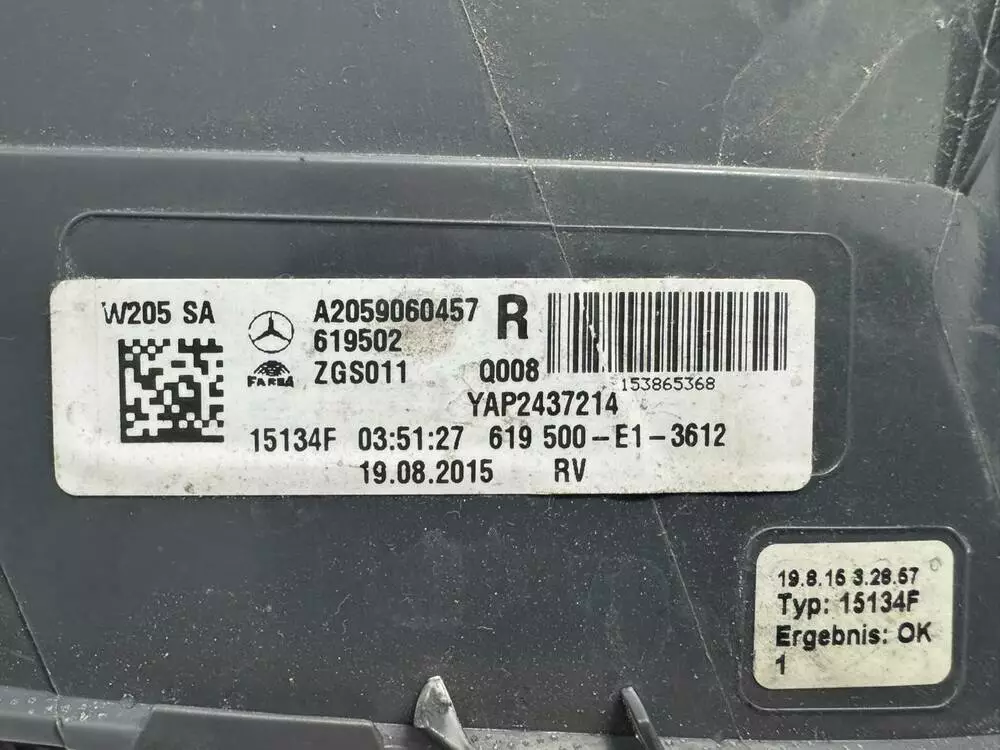 W205 SA
A2059060457 R
619502
FARBA ZGS011 Q008
153865368
YAP2437214
15134F 03:51:27 619 500-E1-3612
19.08.2015 RV
19.8.15 3.28.57
Typ: 15134F
Ergebnis: OK
1